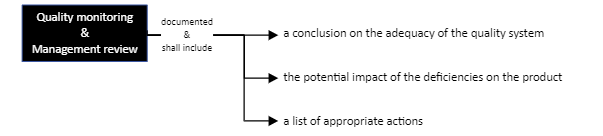 Quality monitoring
&
Management review
documented
&
shall include
a conclusion on the adequacy of the quality system
the potential impact of the deficiencies on the product
a list of appropriate actions